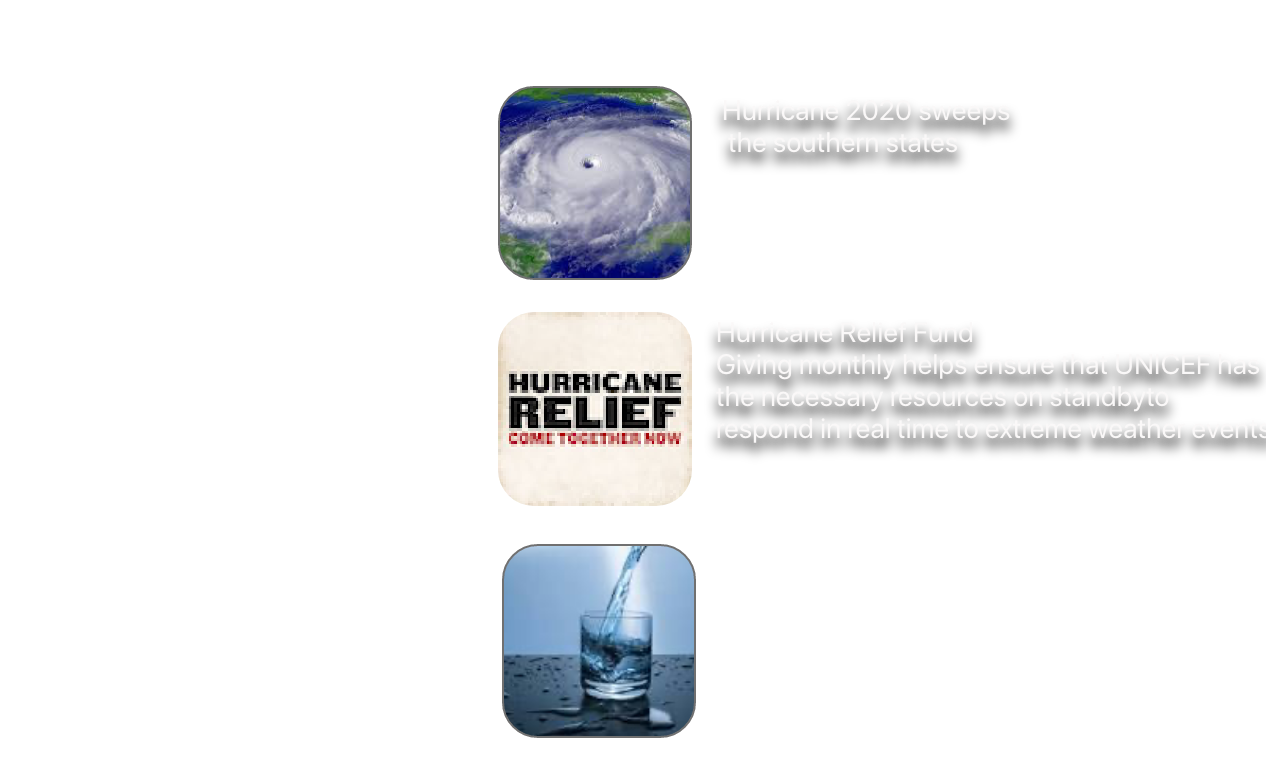 Hurricane 2020 sweeps
the southern states
HURRICANE
RELIEF
COME TOGETHER NOW
Hurricane Relief Fund
Giving monthly helps ensure that UNICEF has
the necessary resources on standbyto
respond in real time to extreme weather events